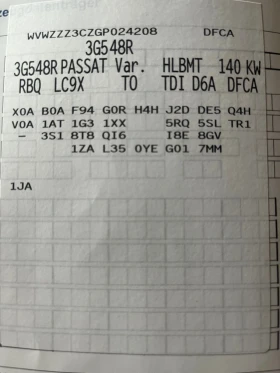 WVWZZZ3CZGP024208 DFCA
3G548R
3G548R PASSAT Var. HLBMT 140 KW
RBQ LC9X TO TDI D6A DFCA
X0A B0A F94 G0R H4H J2D DE5 Q4H
V0A 1AT 1G3 1XX 5RQ 5SL TR1
- 3S1 8T8 QI6 I8E 8GV
1ZA L35 0YE G01 7MM
1JA